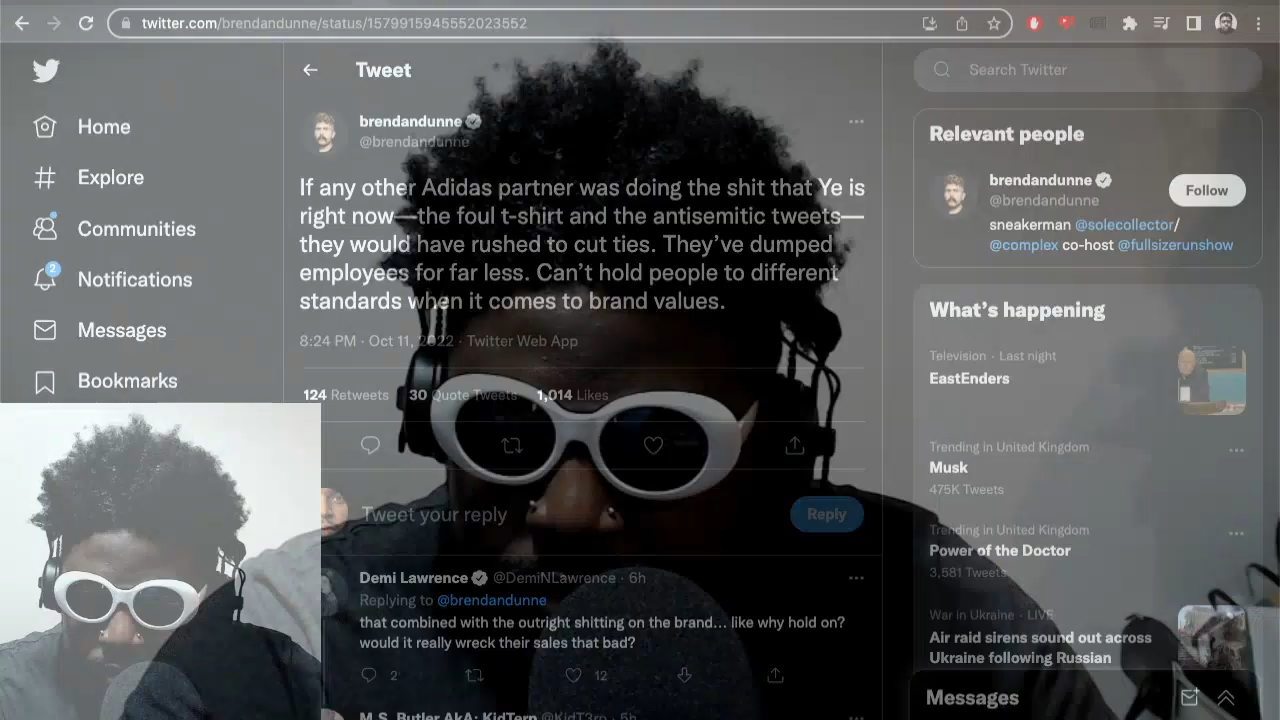 twitter.com/brendandunne/status/1579915945552023552
Home
Explore
Communities
2
Notifications
Messages
Bookmarks
Tweet
brendandunne
@brendandunne
If any other Adidas partner was doing the shit that Ye is
right now—the foul t-shirt and the antisemitic tweets—
they would have rushed to cut ties. They’ve dumped
employees for far less. Can’t hold people to different
standards when it comes to brand values.
8:24 PM · Oct 11, 2022 · Twitter Web App
124 Retweets 30 Quote Tweets 1,014 Likes
Tweet your reply
Reply
Demi Lawrence @DemiNLawrence · 6h
Replying to @brendandunne
that combined with the outright shitting on the brand... like why hold on?
would it really wreck their sales that bad?
2 12
M.S. Butler AkA: KidTerp @KidT3rp · 5h
Search Twitter
Relevant people
brendandunne
@brendandunne
Follow
sneakerman @solecollector/
@complex co-host @fullsizerunshow
What’s happening
Television · Last night
EastEnders
Trending in United Kingdom
Musk
475K Tweets
Trending in United Kingdom
Power of the Doctor
3,581 Tweets
War in Ukraine · LIVE
Air raid sirens sound out across
Ukraine following Russian
Messages